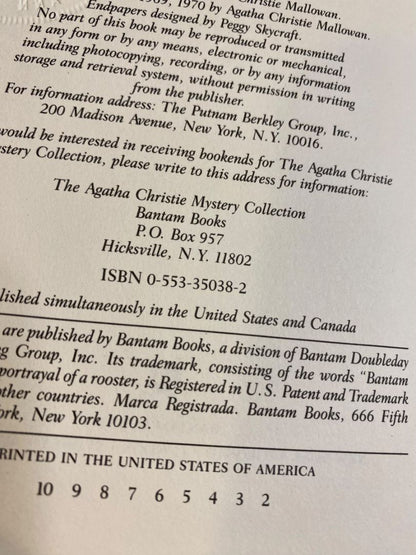 1970 by Agatha Christie Mallowan.
Endpapers designed by Peggy Skycraft.
No part of this book may be reproduced or transmitted
in any form or by any means, electronic or mechanical,
including photocopying, recording, or by any information
storage and retrieval system, without permission in writing
from the publisher.
For information address: The Putnam Berkley Group, Inc.,
200 Madison Avenue, New York, N.Y. 10016.
would be interested in receiving bookends for The Agatha Christie
Mystery Collection, please write to this address for information:
The Agatha Christie Mystery Collection
Bantam Books
P.O. Box 957
Hicksville, N.Y. 11802
ISBN 0-553-35038-2
lished simultaneously in the United States and Canada
are published by Bantam Books, a division of Bantam Doubleday
g Group, Inc. Its trademark, consisting of the words "Bantam
portrayal of a rooster, is Registered in U.S. Patent and Trademark
other countries. Marca Registrada. Bantam Books, 666 Fifth
ork, New York 10103.
RINTED IN THE UNITED STATES OF AMERICA
10 9 8 7 6 5 4 3 2